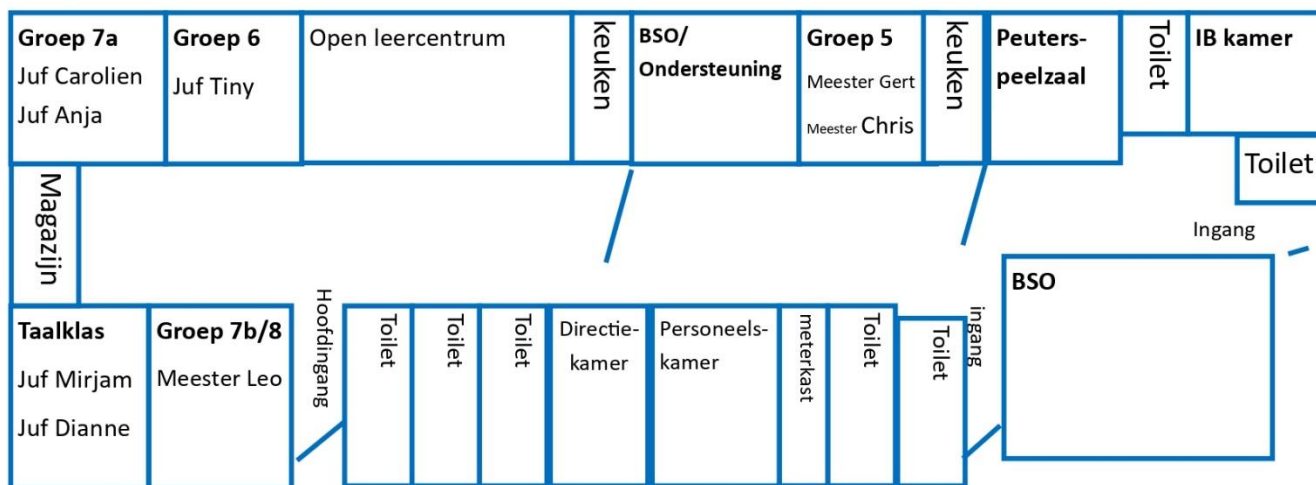 Groep 7a
Juf Carolien
Juf Anja
Groep 6
Juf Tiny
Open leercentrum
keuken
BSO/
Ondersteuning
Groep 5
Meester Gert
Meester Chris
keuken
Peuters-
peelzaal
Toilet
IB kamer
Toilet
Magazijn
Ingang
BSO
Taalklas
Juf Mirjam
Juf Dianne
Groep 7b/8
Meester Leo
Hoofdingang
Toilet
Toilet
Toilet
Directie-
kamer
Personeels-
kamer
meterkast
Toilet
Toilet
ingang